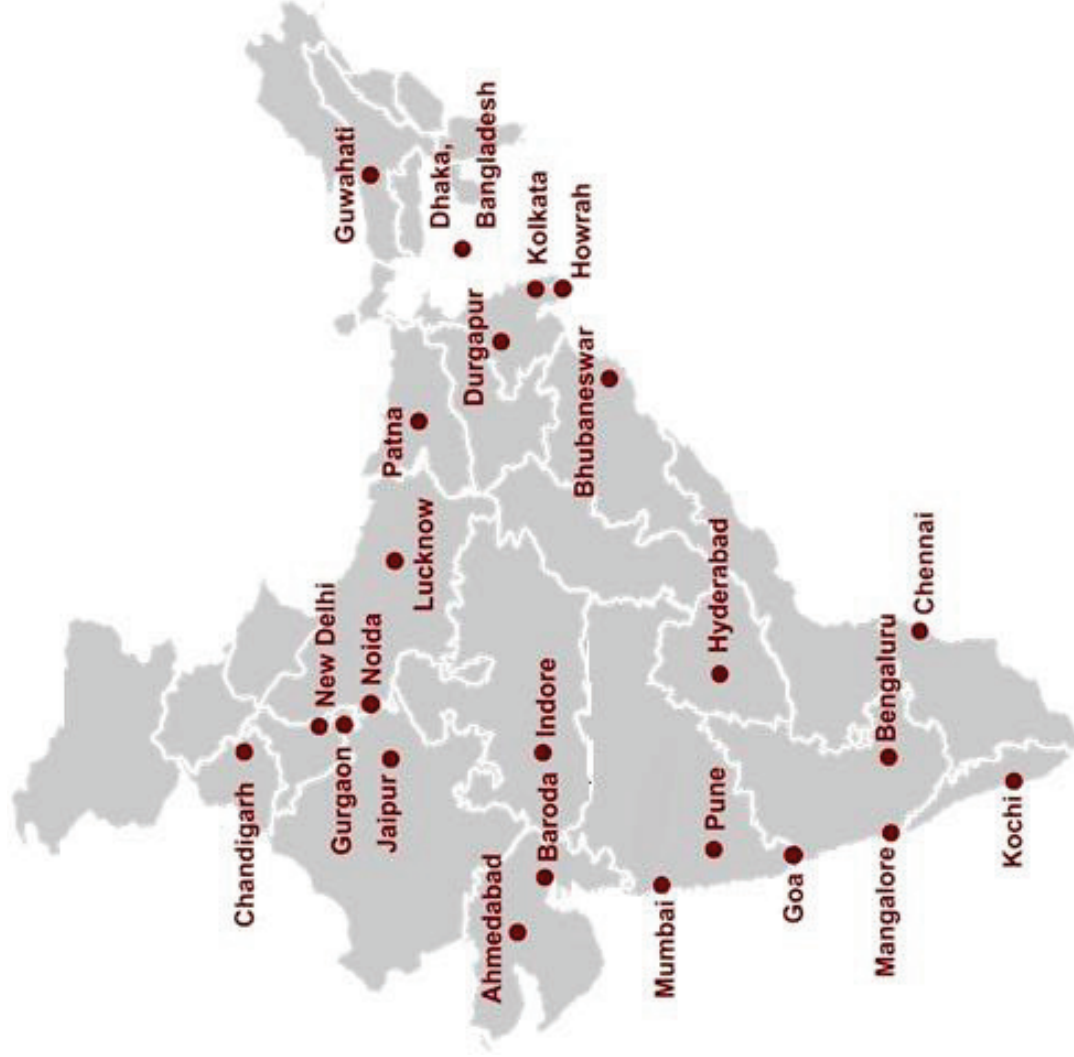 Guwahati
Dhaka,
Bangladesh
Kolkata
Howrah
Durgapur
Bhubaneswar
Patna
Lucknow
New Delhi
Noida
Chandigarh
Gurgaon
Jaipur
Hyderabad
Chennai
Bengaluru
Indore
Baroda
Ahmedabad
Pune
Mumbai
Goa
Mangalore
Kochi